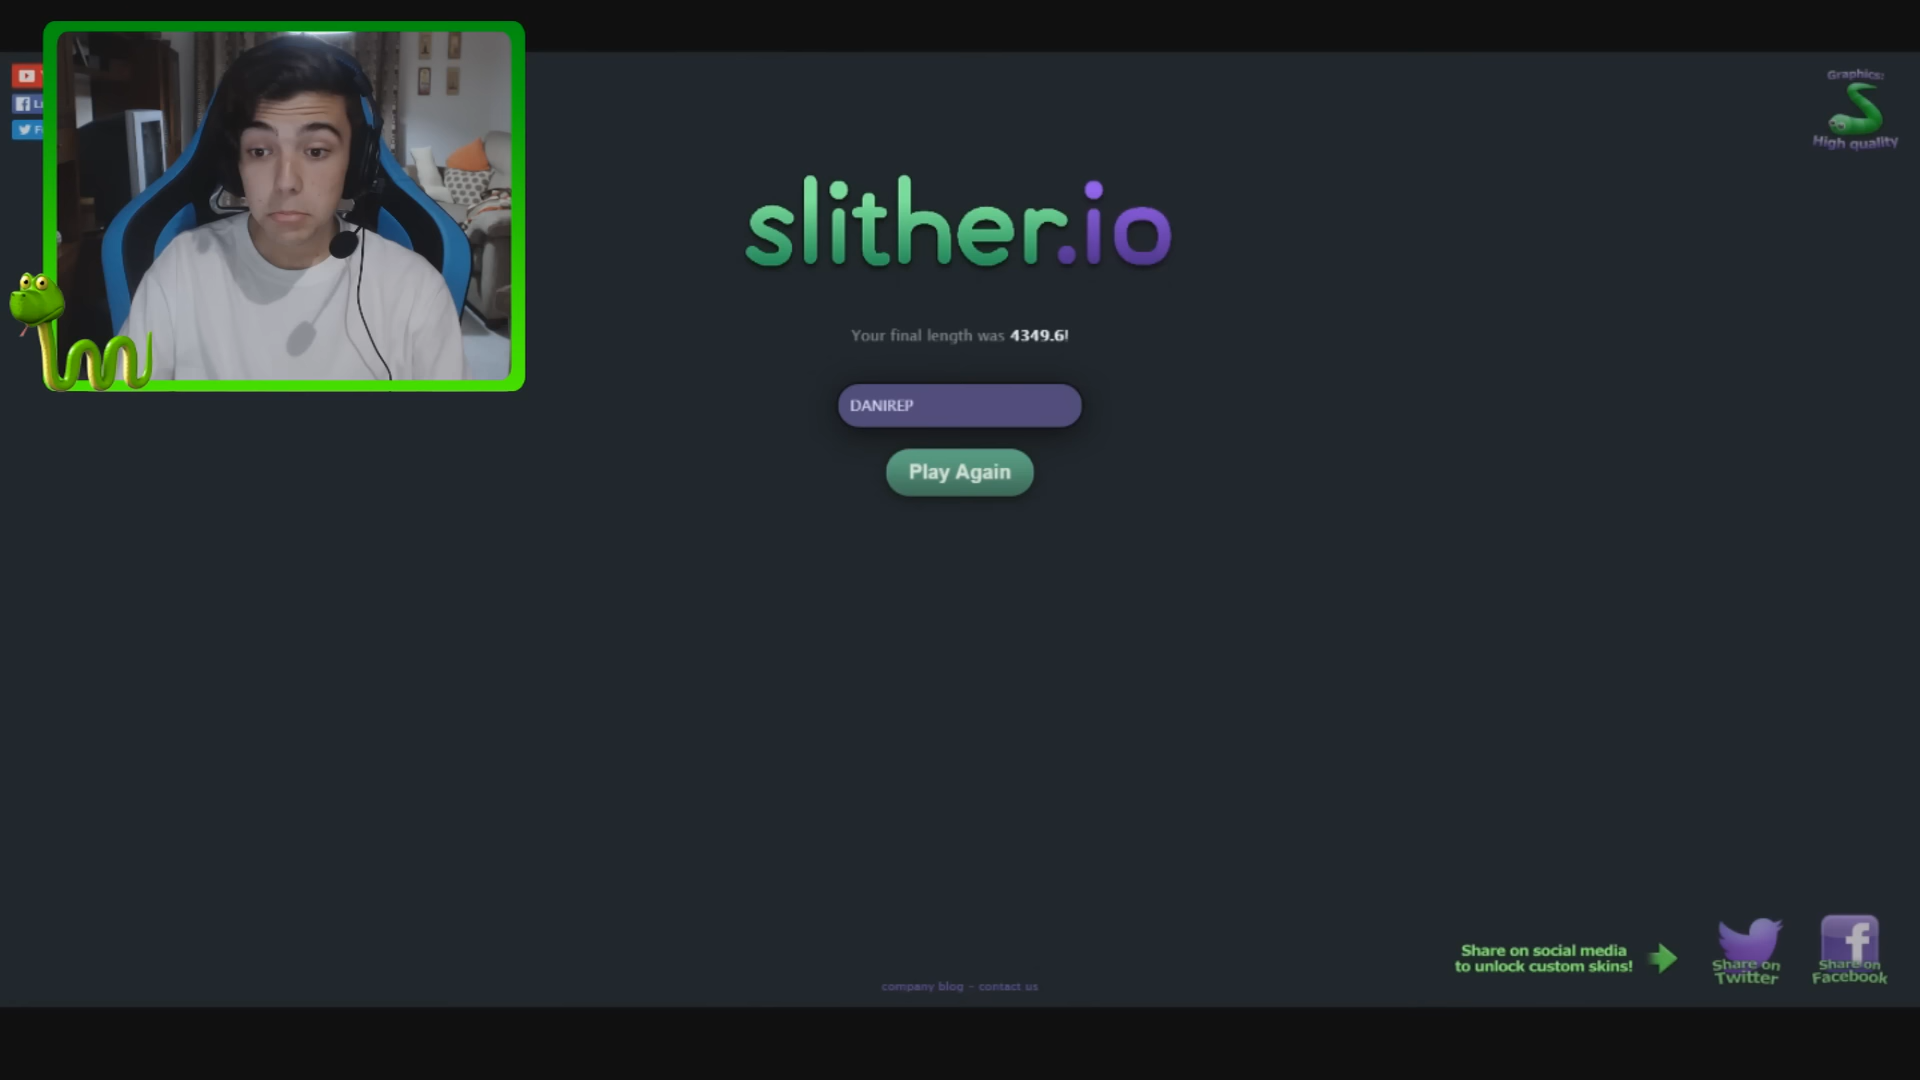 Graphics:
High quality
slither.io
Your final length was 4349.6!
DANIREP
Play Again
Share on social media
to unlock custom skins!
Share on
Twitter
Share on
Facebook
company blog - contact us